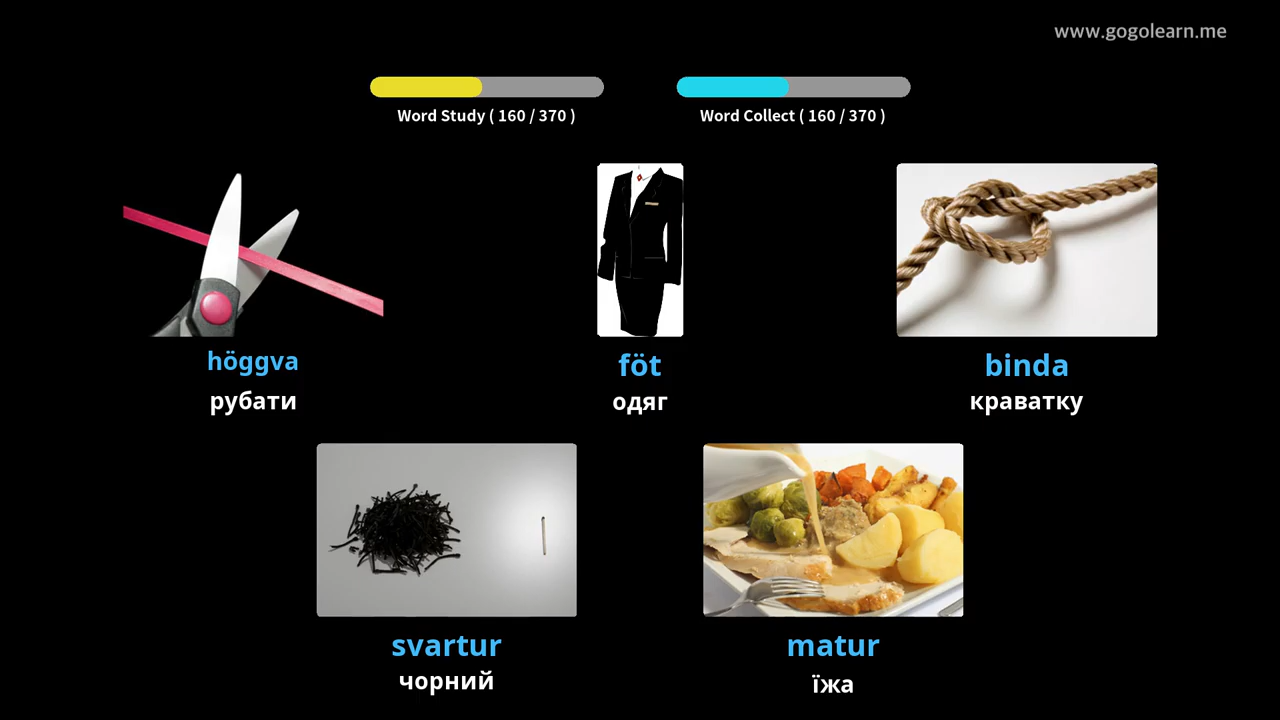 www.gogolearn.me
Word Study ( 160 / 370 )
Word Collect ( 160 / 370 )
höggva
рубати
föt
одяг
binda
краватку
svartur
чорний
matur
їжа